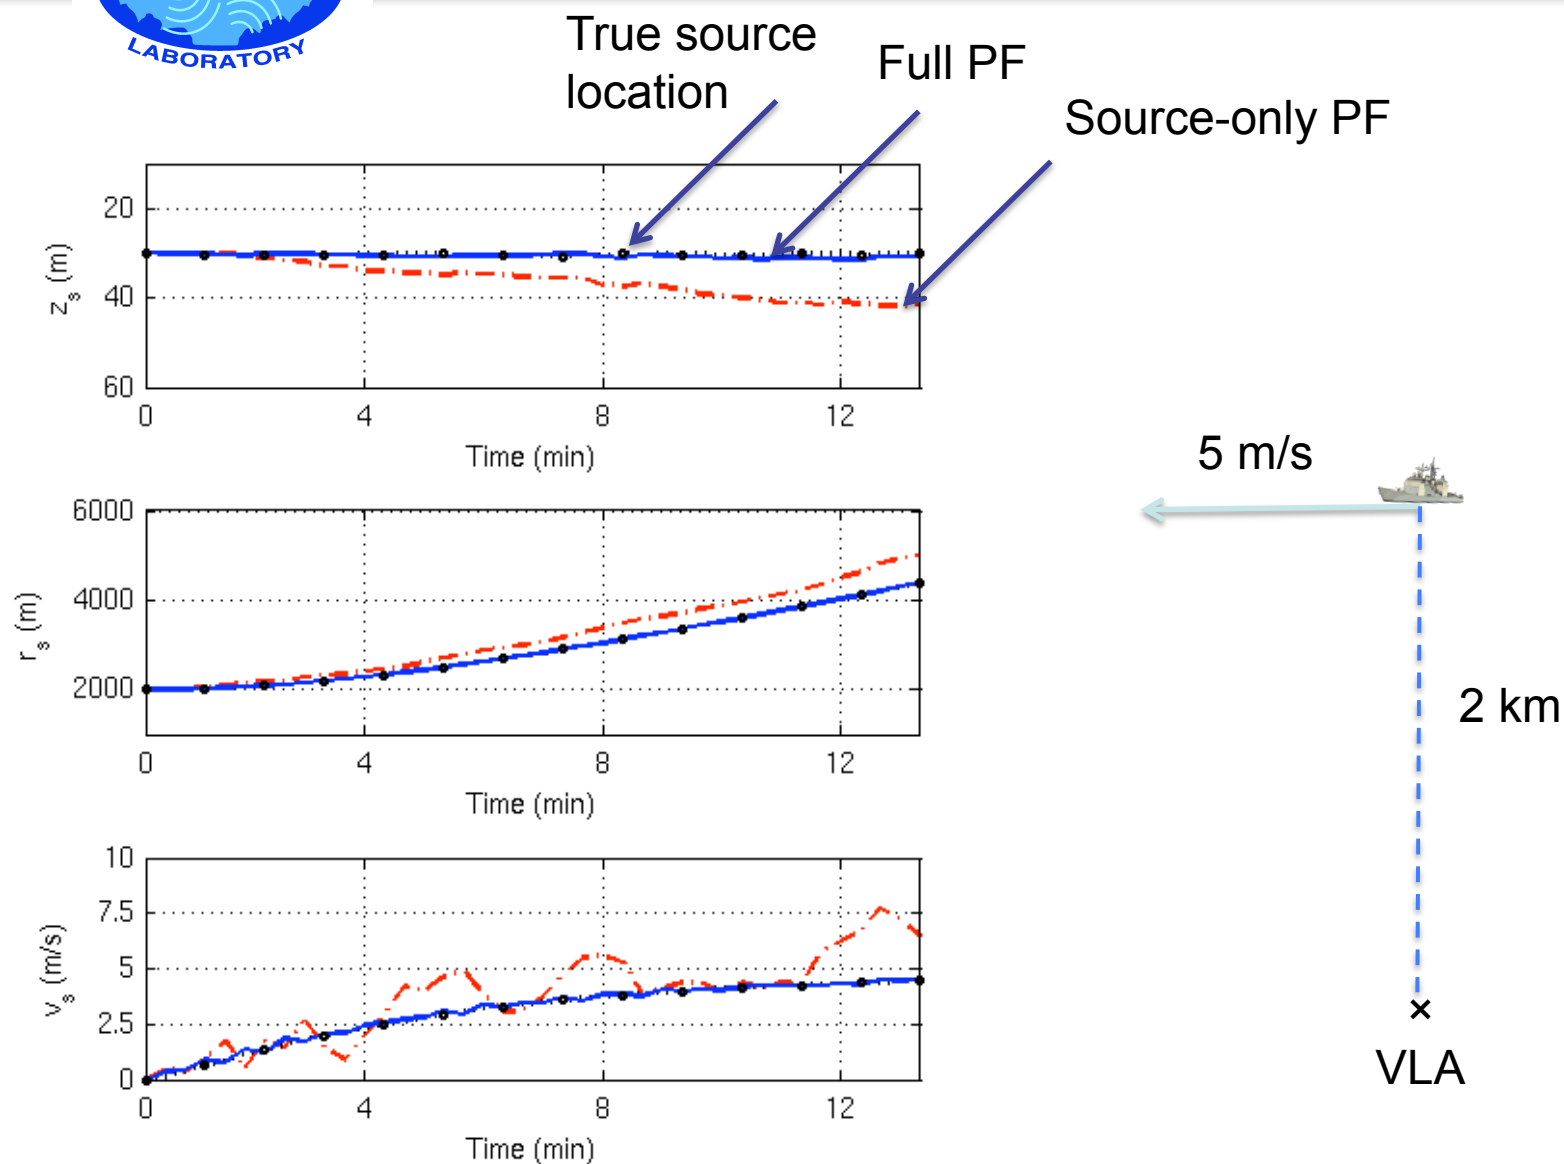 LABORATORY
True source
location
Full PF
Source-only PF
20
40
60
z_s (m)
0 4 8 12
Time (min)
6000
4000
2000
r_s (m)
0 4 8 12
Time (min)
10
7.5
5
2.5
0
v_s (m/s)
0 4 8 12
Time (min)
5 m/s
2 km
×
VLA